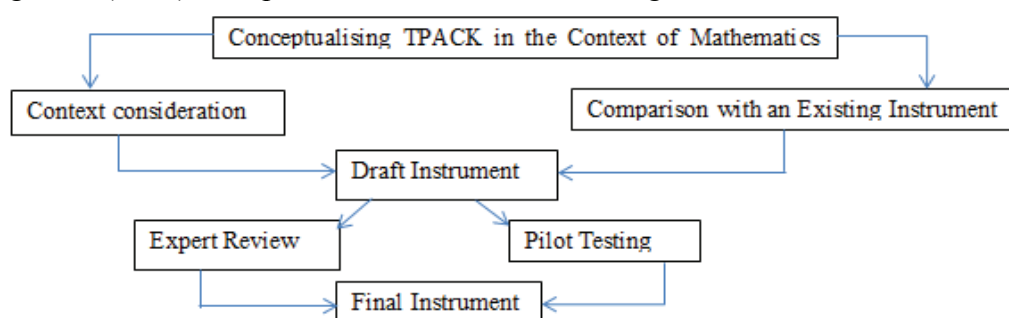 Conceptualising TPACK in the Context of Mathematics
Context consideration
Comparison with an Existing Instrument
Draft Instrument
Expert Review
Pilot Testing
Final Instrument